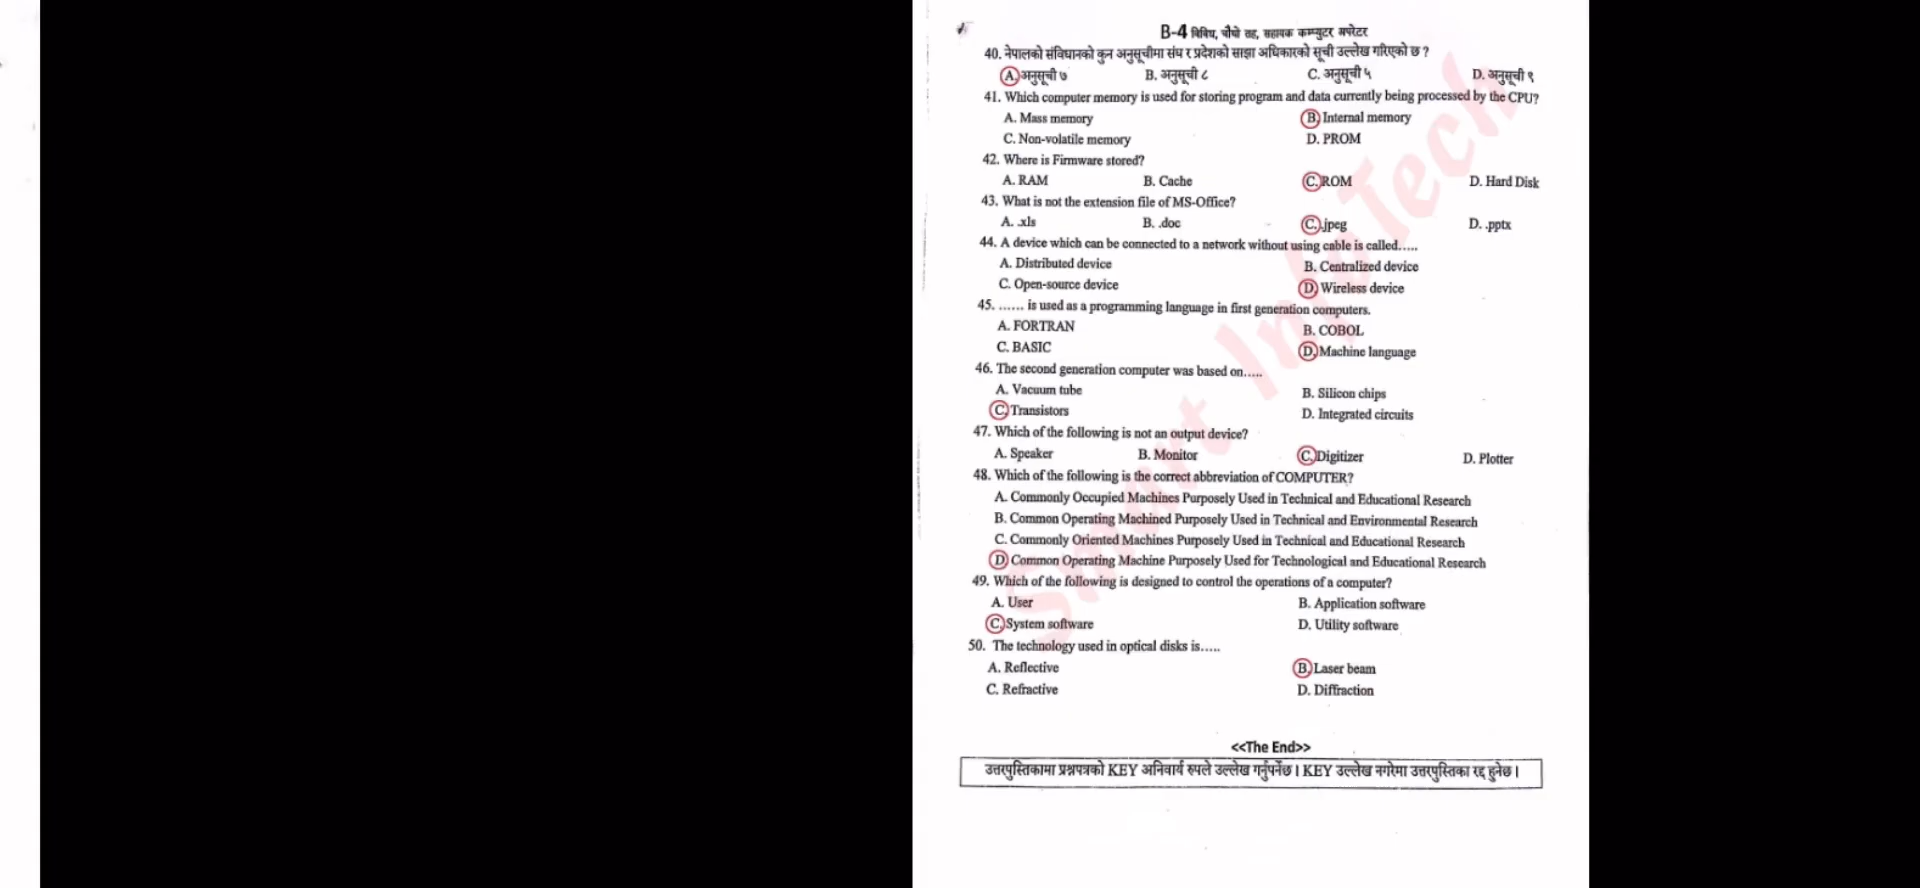 B-4 विविध, चौथो तह, सहायक कम्प्युटर अपरेटर
40. नेपालको संविधानको कुन अनुसूचीमा संघ र प्रदेशको साझा अधिकारको सूची उल्लेख गरिएको छ ?
A. अनुसूची ७ B. अनुसूची ८ C. अनुसूची ५ D. अनुसूची ९
41. Which computer memory is used for storing program and data currently being processed by the CPU?
A. Mass memory B. Internal memory
C. Non-volatile memory D. PROM
42. Where is Firmware stored?
A. RAM B. Cache C. ROM D. Hard Disk
43. What is not the extension file of MS-Office?
A. .xls B. .doc C. .jpeg D. .pptx
44. A device which can be connected to a network without using cable is called.....
A. Distributed device B. Centralized device
C. Open-source device D. Wireless device
45. ...... is used as a programming language in first generation computers.
A. FORTRAN B. COBOL
C. BASIC D. Machine language
46. The second generation computer was based on.....
A. Vacuum tube B. Silicon chips
C. Transistors D. Integrated circuits
47. Which of the following is not an output device?
A. Speaker B. Monitor C. Digitizer D. Plotter
48. Which of the following is the correct abbreviation of COMPUTER?
A. Commonly Occupied Machines Purposely Used in Technical and Educational Research
B. Common Operating Machined Purposely Used in Technical and Environmental Research
C. Commonly Oriented Machines Purposely Used in Technical and Educational Research
D. Common Operating Machine Purposely Used for Technological and Educational Research
49. Which of the following is designed to control the operations of a computer?
A. User B. Application software
C. System software D. Utility software
50. The technology used in optical disks is.....
A. Reflective B. Laser beam
C. Refractive D. Diffraction
<<The End>>
उत्तरपुस्तिकामा प्रश्नपत्रको KEY अनिवार्य रुपले उल्लेख गर्नुपर्नेछ । KEY उल्लेख नगरेमा उत्तरपुस्तिका रद्द हुनेछ ।
Smart InfoTech